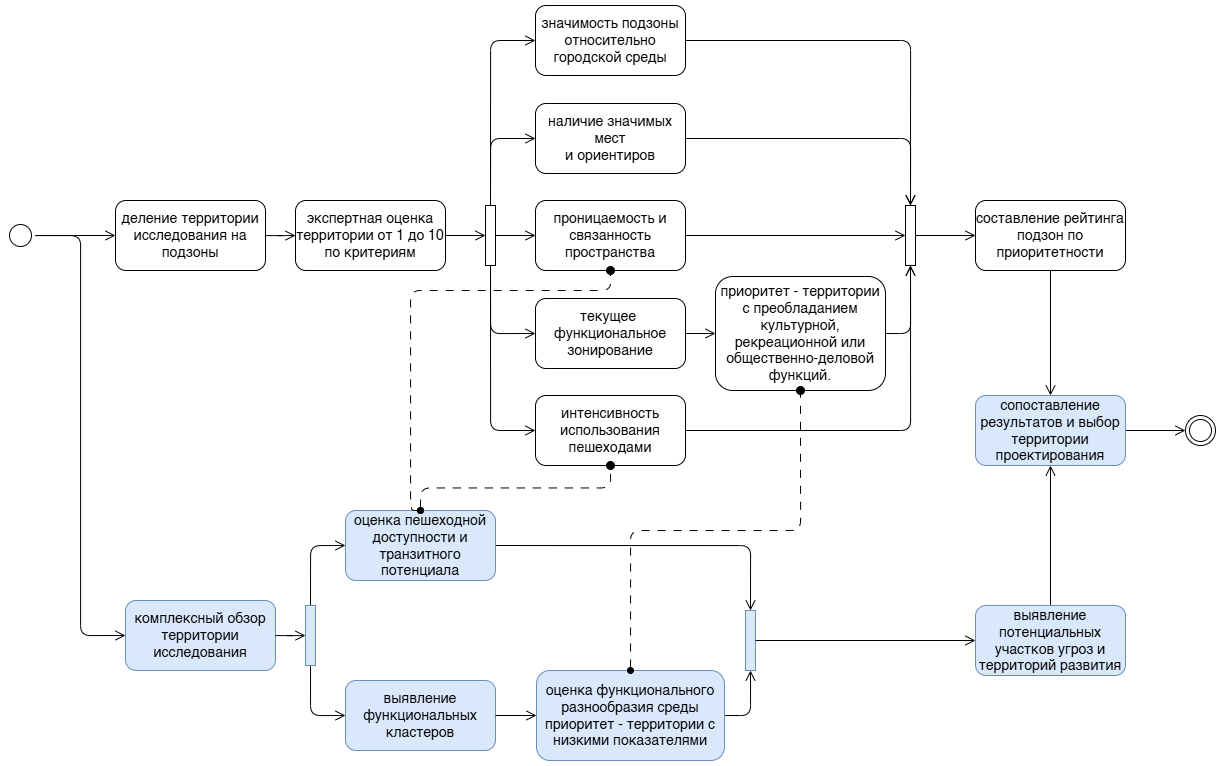 значимость подзоны
относительно
городской среды
наличие значимых
мест
и ориентиров
деление территории
исследования на
подзоны
экспертная оценка
территории от 1 до 10
по критериям
проницаемость и
связанность
пространства
составление рейтинга
подзон по
приоритетности
текущее
функциональное
зонирование
приоритет - территории
с преобладанием
культурной,
рекреационной или
общественно-деловой
функций.
интенсивность
использования
пешеходами
сопоставление
результатов и выбор
территории
проектирования
оценка пешеходной
доступности и
транзитного
потенциала
комплексный обзор
территории
исследования
выявление
потенциальных
участков угроз и
территорий развития
выявление
функциональных
кластеров
оценка функционального
разнообразия среды
приоритет - территории с
низкими показателями